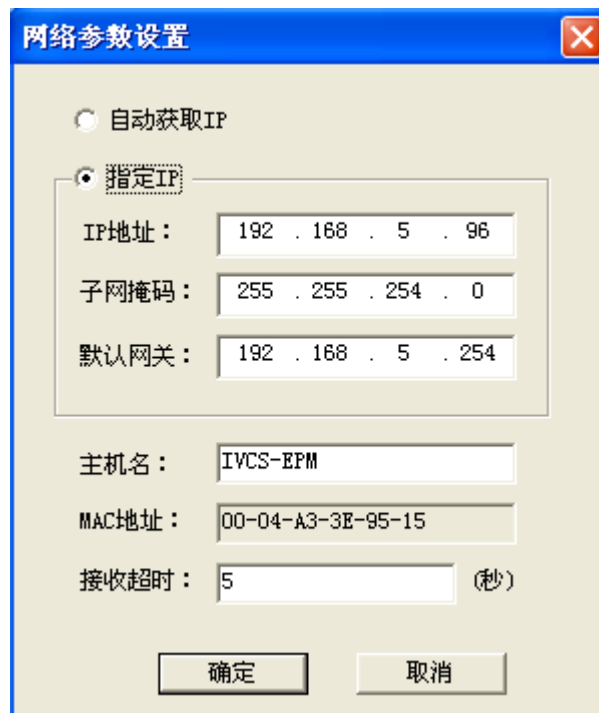 网络参数设置
自动获取IP
指定IP
IP地址： 192 . 168 . 5 . 96
子网掩码： 255 . 255 . 254 . 0
默认网关： 192 . 168 . 5 . 254
主机名： IVCS-EPM
MAC地址： 00-04-A3-3E-95-15
接收超时： 5 (秒)
确定 取消